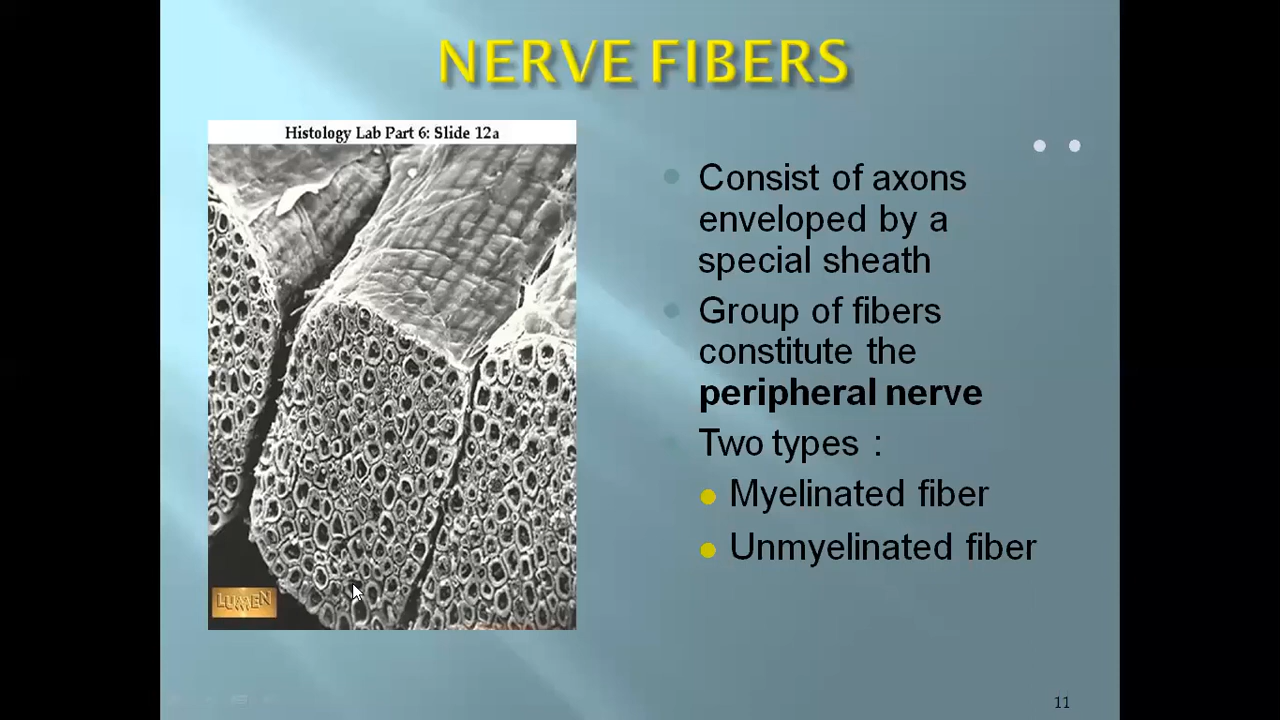 NERVE FIBERS
Histology Lab Part 6: Slide 12a
LUMEN
Consist of axons
enveloped by a
special sheath
Group of fibers
constitute the
peripheral nerve
Two types :
Myelinated fiber
Unmyelinated fiber
11